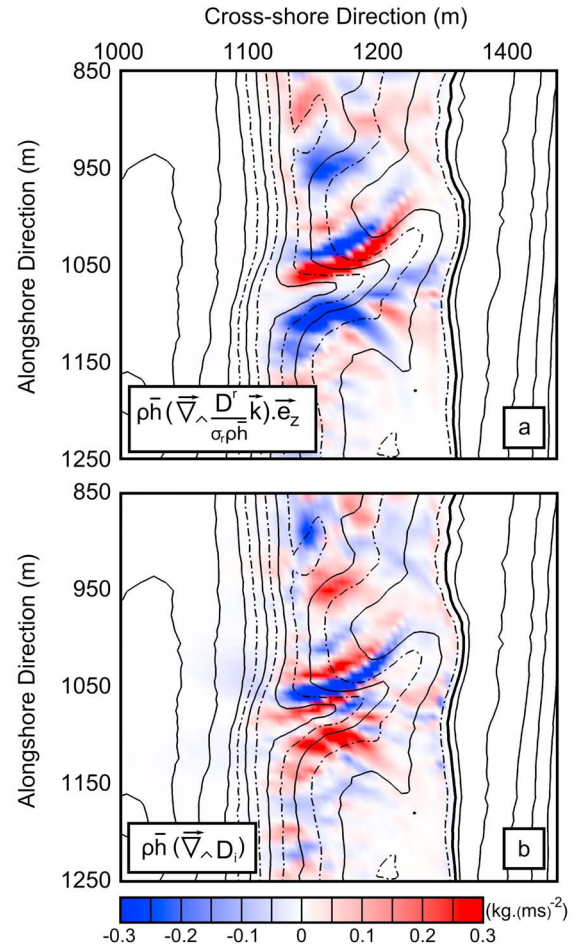 Cross-shore Direction (m)
1000 1100 1200 1400
850
950
1050
1150
1250
Alongshore Direction (m)
ρh̄(∇⃗^ Dʳ/σᵣρh̄ k⃗).e⃗z
a
850
950
1050
1150
1250
Alongshore Direction (m)
ρh̄(∇⃗^Dᵢ)
b
-0.3 -0.2 -0.1 0 0.1 0.2 0.3
(kg.(ms)⁻²